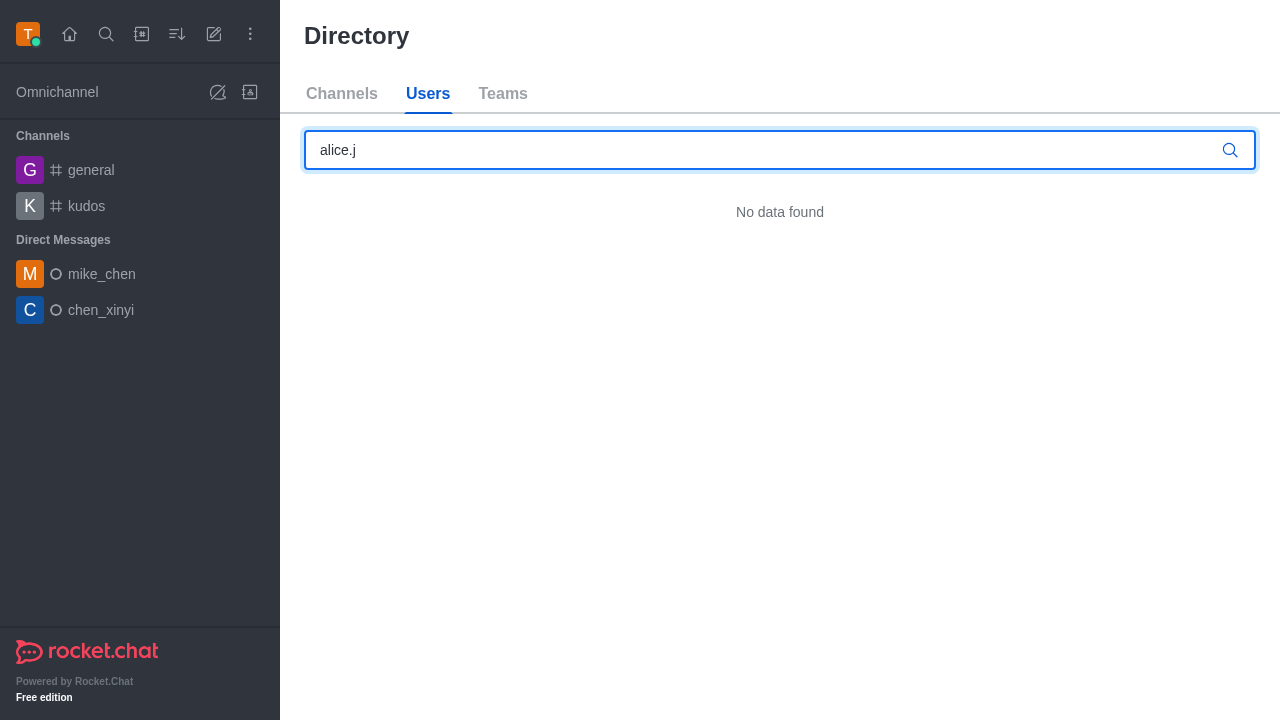 T
Omnichannel
Channels
G general
K kudos
Direct Messages
M mike_chen
C chen_xinyi
rocket.chat
Powered by Rocket.Chat
Free edition
Directory
Channels Users Teams
alice.j
No data found